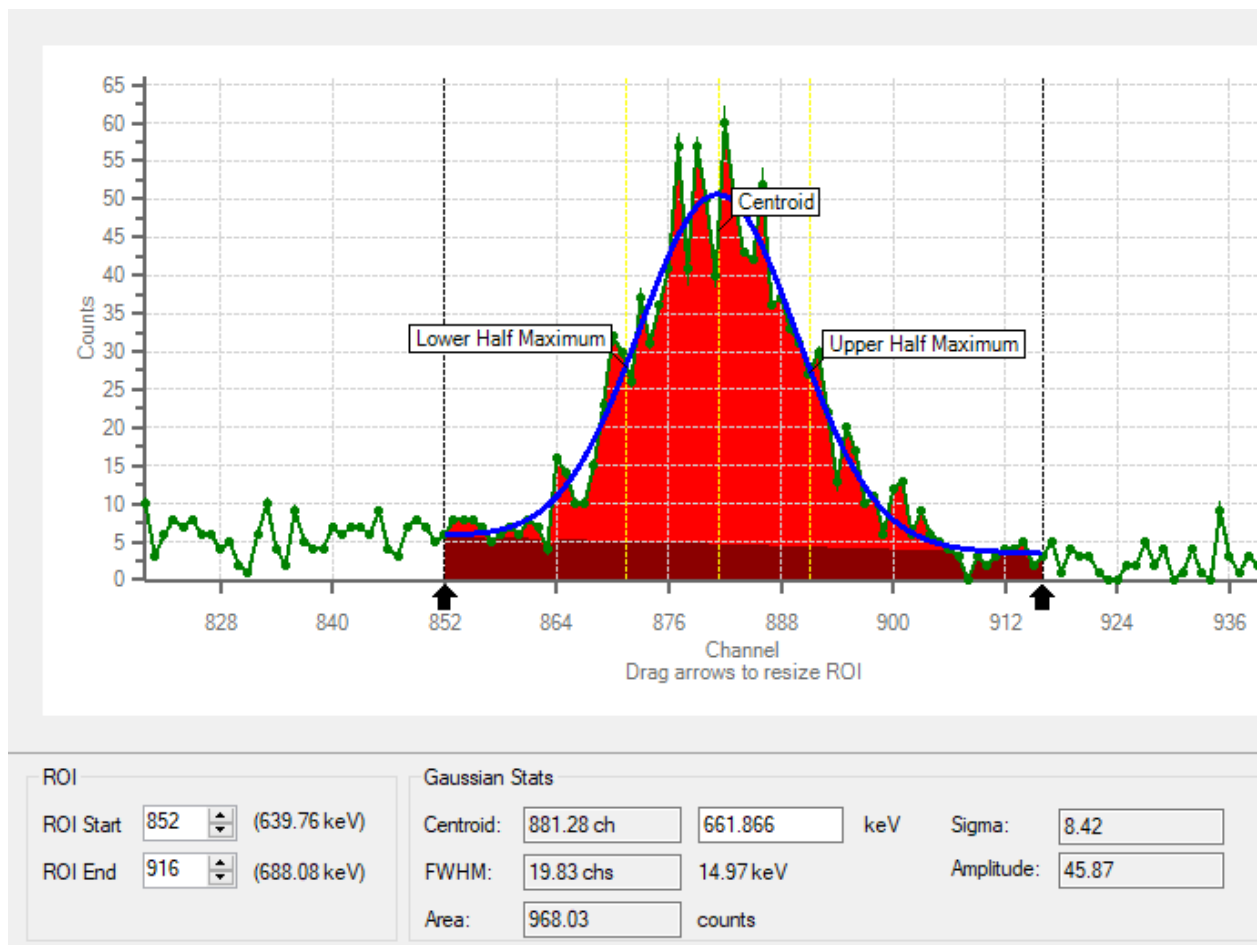 65
60
55
50
45
40
35
30
25
20
15
10
5
0
Counts
Centroid
Lower Half Maximum
Upper Half Maximum
828 840 852 864 876 888 900 912 924 936
Channel
Drag arrows to resize ROI
ROI
ROI Start 852 (639.76 keV)
ROI End 916 (688.08 keV)
Gaussian Stats
Centroid: 881.28 ch 661.866 keV Sigma: 8.42
FWHM: 19.83 chs 14.97 keV Amplitude: 45.87
Area: 968.03 counts